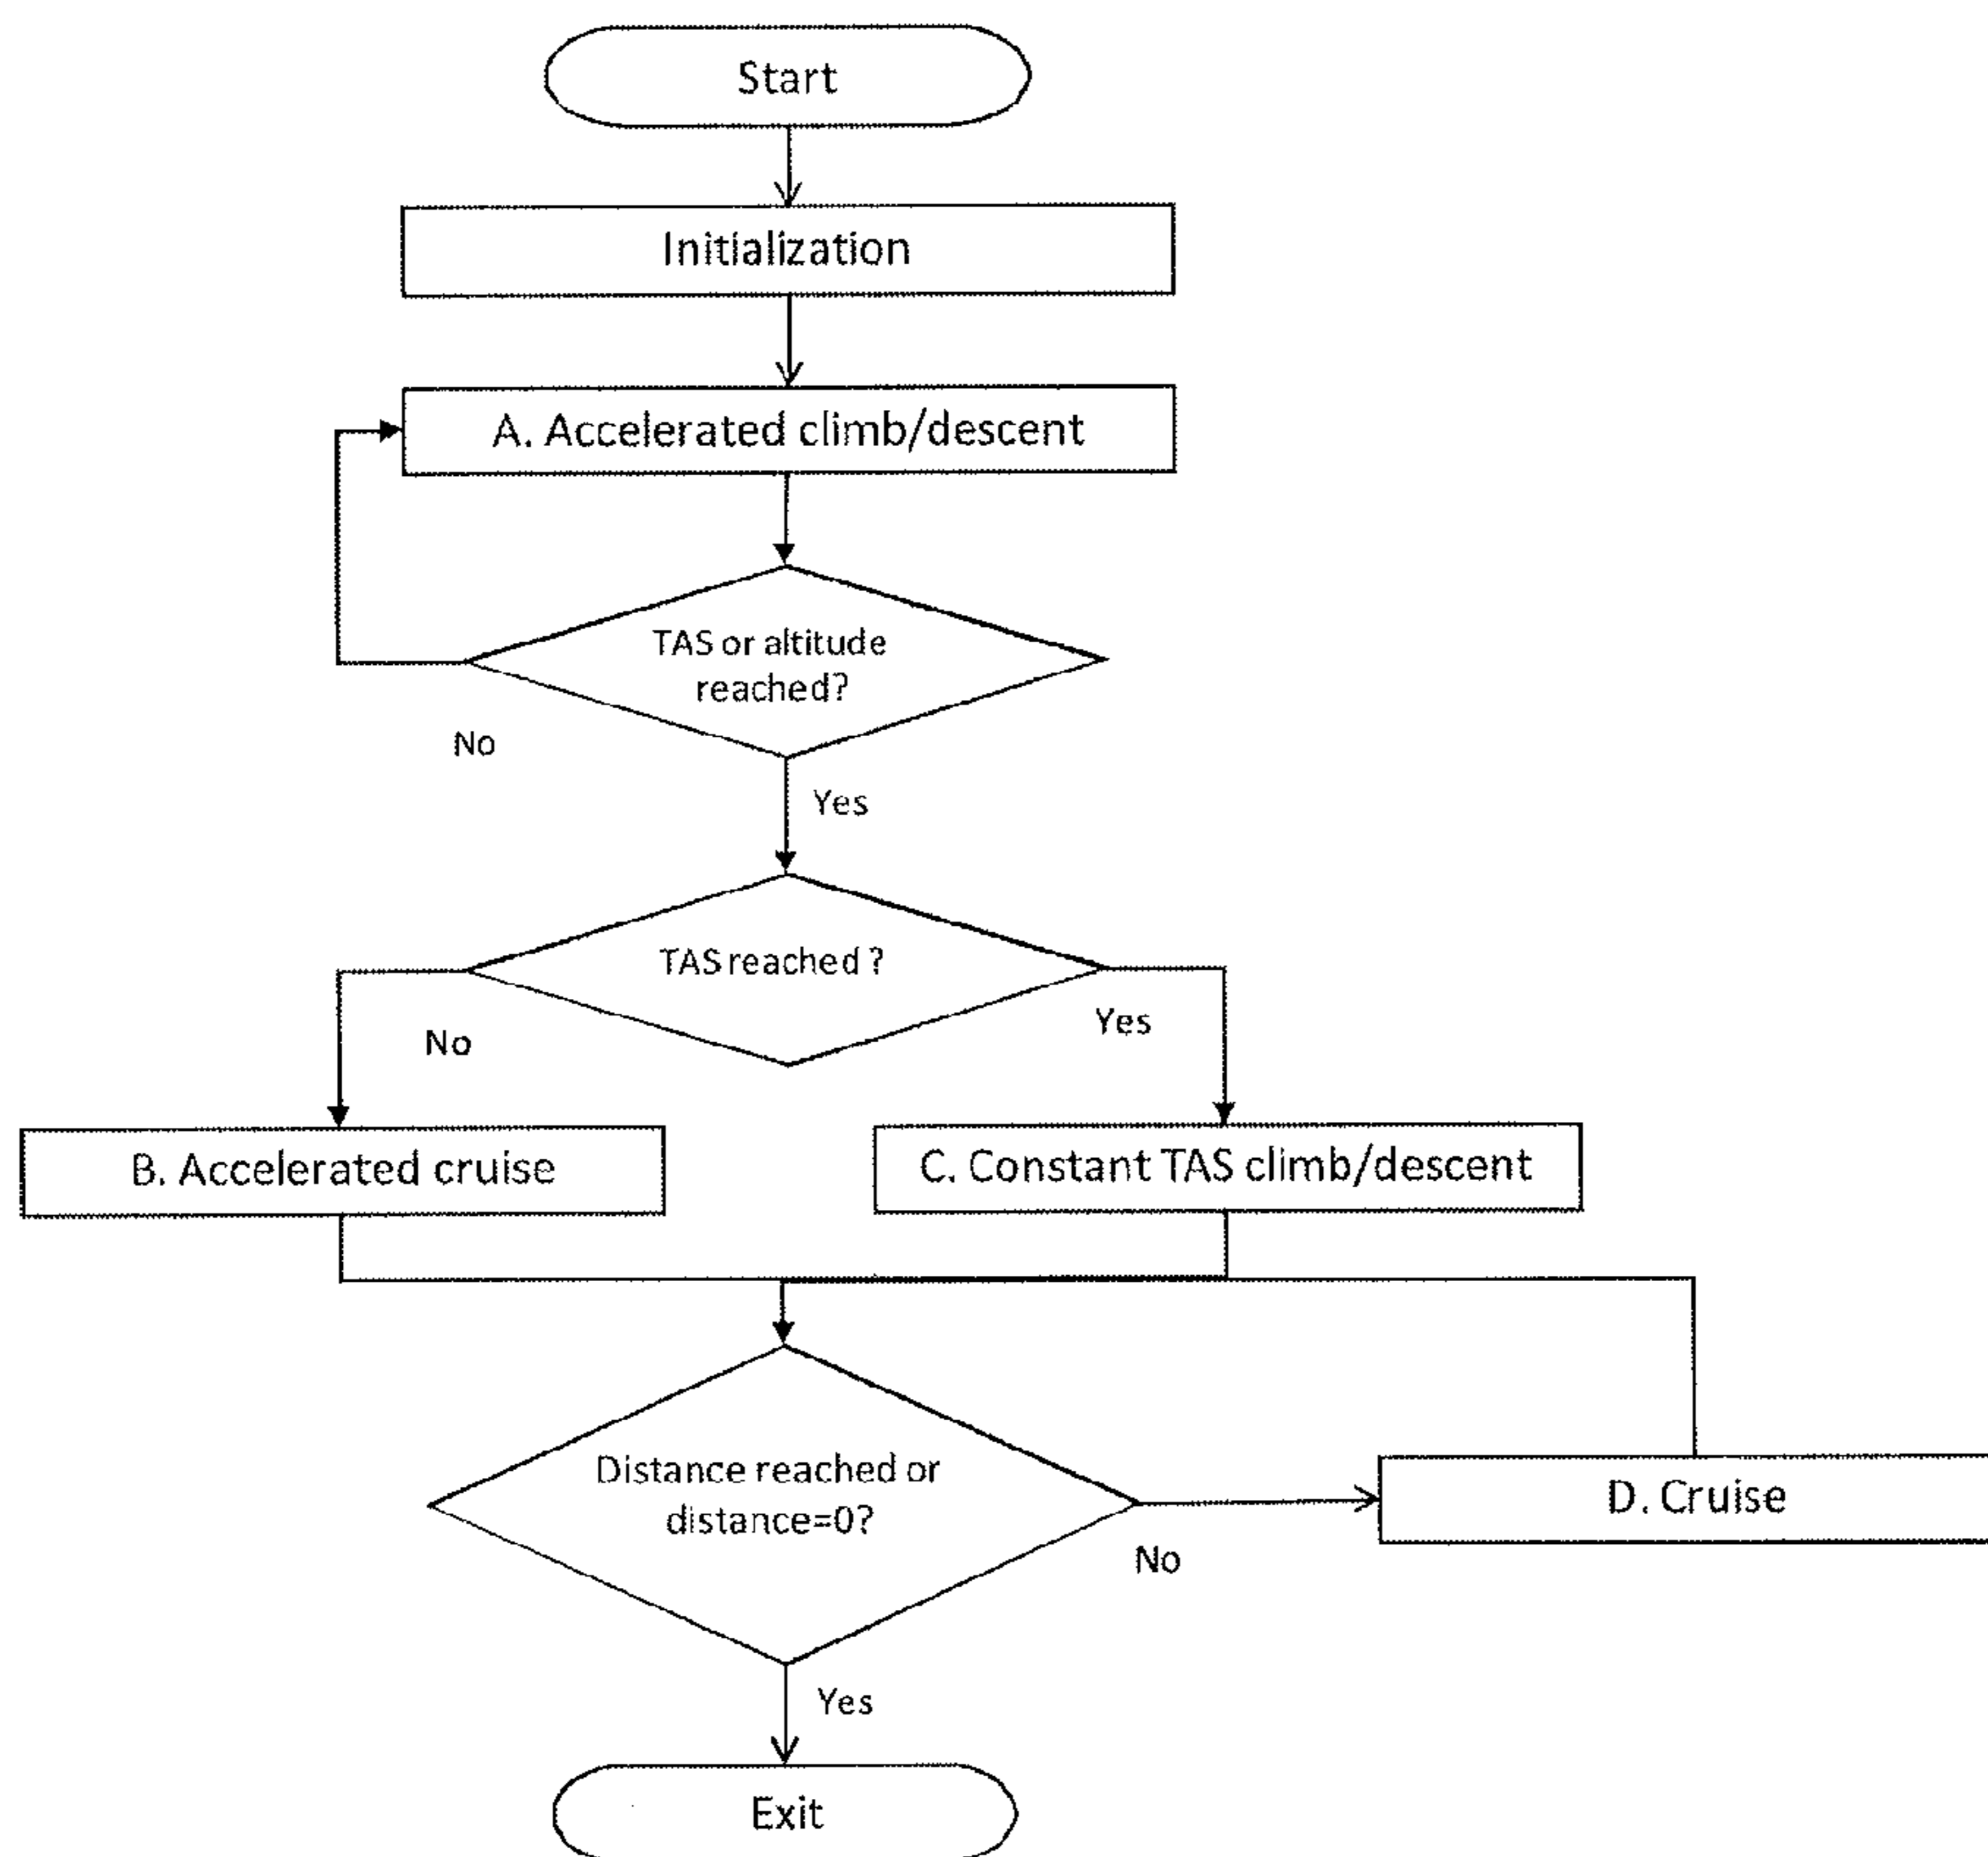 Start
Initialization
A. Accelerated climb/descent
TAS or altitude
reached?
No
Yes
TAS reached ?
No
Yes
B. Accelerated cruise
C. Constant TAS climb/descent
Distance reached or
distance=0?
D. Cruise
No
Yes
Exit